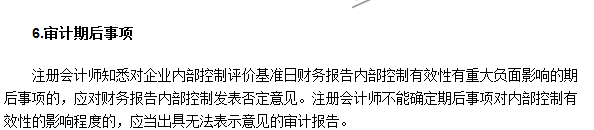 6.审计期后事项
注册会计师知悉对企业内部控制评价基准日财务报告内部控制有效性有重大负面影响的期
后事项的，应对财务报告内部控制发表否定意见。注册会计师不能确定期后事项对内部控制有
效性的影响程度的，应当出具无法表示意见的审计报告。